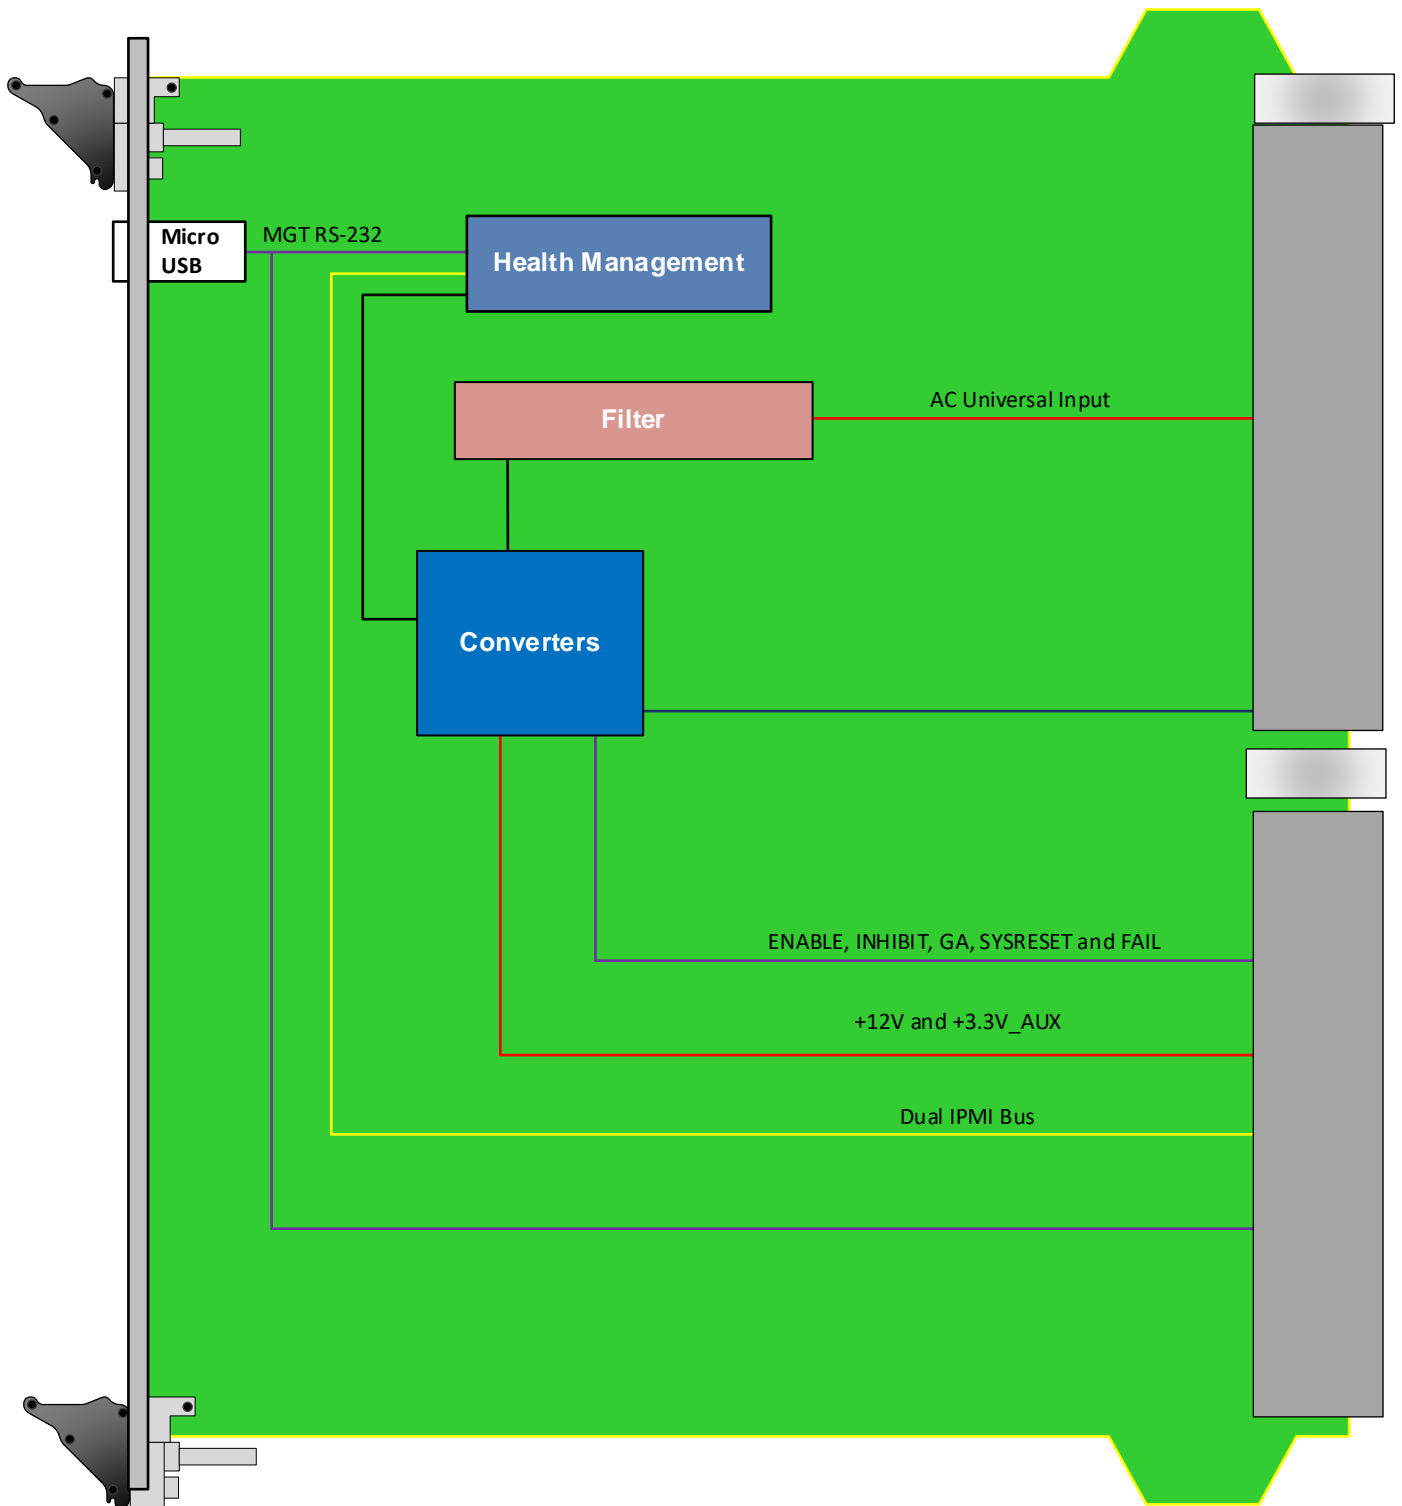 Micro
USB
MGT RS-232
Health Management
Filter
AC Universal Input
Converters
ENABLE, INHIBIT, GA, SYSRESET and FAIL
+12V and +3.3V_AUX
Dual IPMI Bus